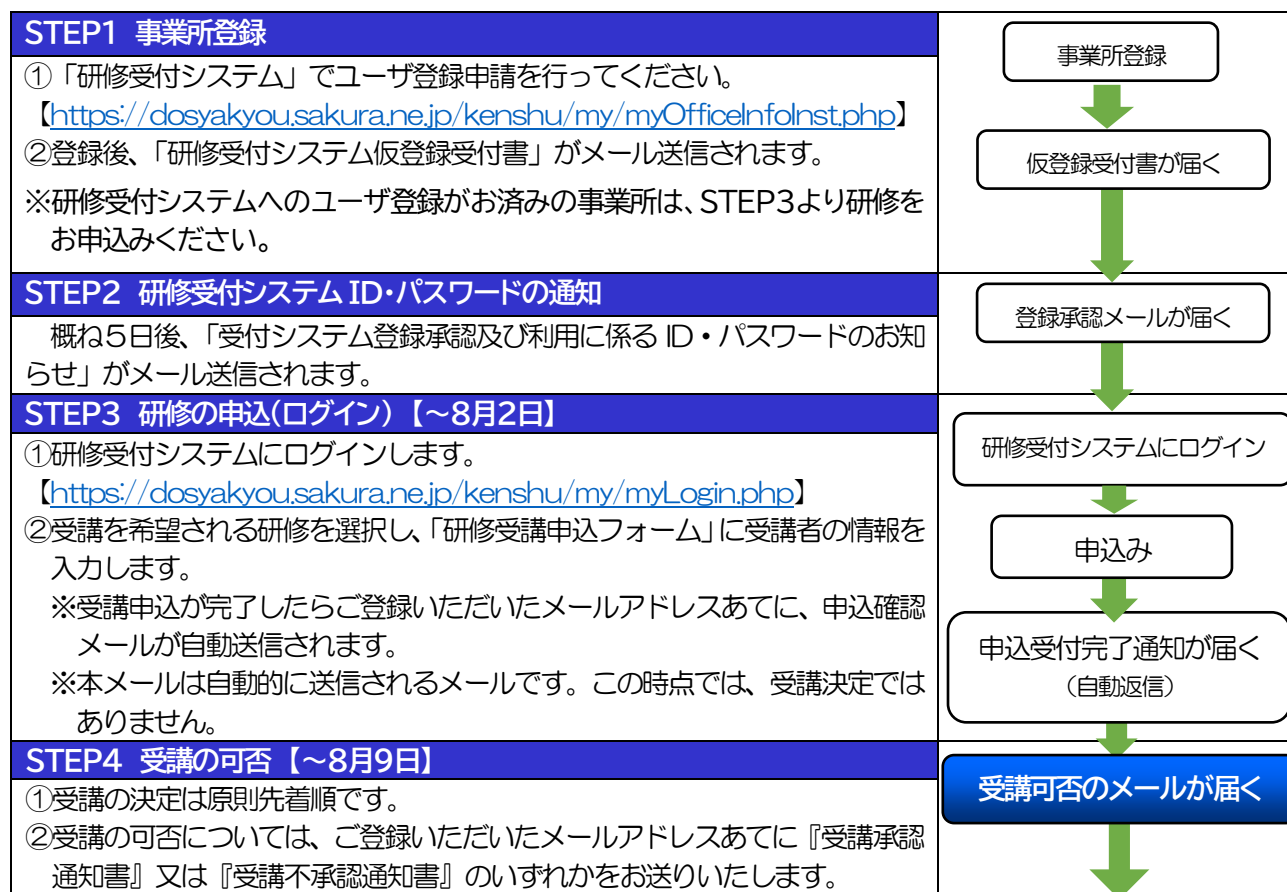 STEP1 事業所登録
①「研修受付システム」でユーザ登録申請を行ってください。
【https://dosyakyou.sakura.ne.jp/kenshu/my/myOfficeInfoInst.php】
②登録後、「研修受付システム仮登録受付書」がメール送信されます。
※研修受付システムへのユーザ登録がお済みの事業所は、STEP3より研修を
お申込みください。
STEP2 研修受付システム ID・パスワードの通知
概ね5日後、「受付システム登録承認及び利用に係る ID・パスワードのお知
らせ」がメール送信されます。
STEP3 研修の申込(ログイン)【～8月2日】
①研修受付システムにログインします。
【https://dosyakyou.sakura.ne.jp/kenshu/my/myLogin.php】
②受講を希望される研修を選択し、「研修受講申込フォーム」に受講者の情報を
入力します。
※受講申込が完了したらご登録いただいたメールアドレスあてに、申込確認
メールが自動送信されます。
※本メールは自動的に送信されるメールです。この時点では、受講決定では
ありません。
STEP4 受講の可否【～8月9日】
①受講の決定は原則先着順です。
②受講の可否については、ご登録いただいたメールアドレスあてに『受講承認
通知書』又は『受講不承認通知書』のいずれかをお送りいたします。
事業所登録
仮登録受付書が届く
登録承認メールが届く
研修受付システムにログイン
申込み
申込受付完了通知が届く
（自動返信）
受講可否のメールが届く